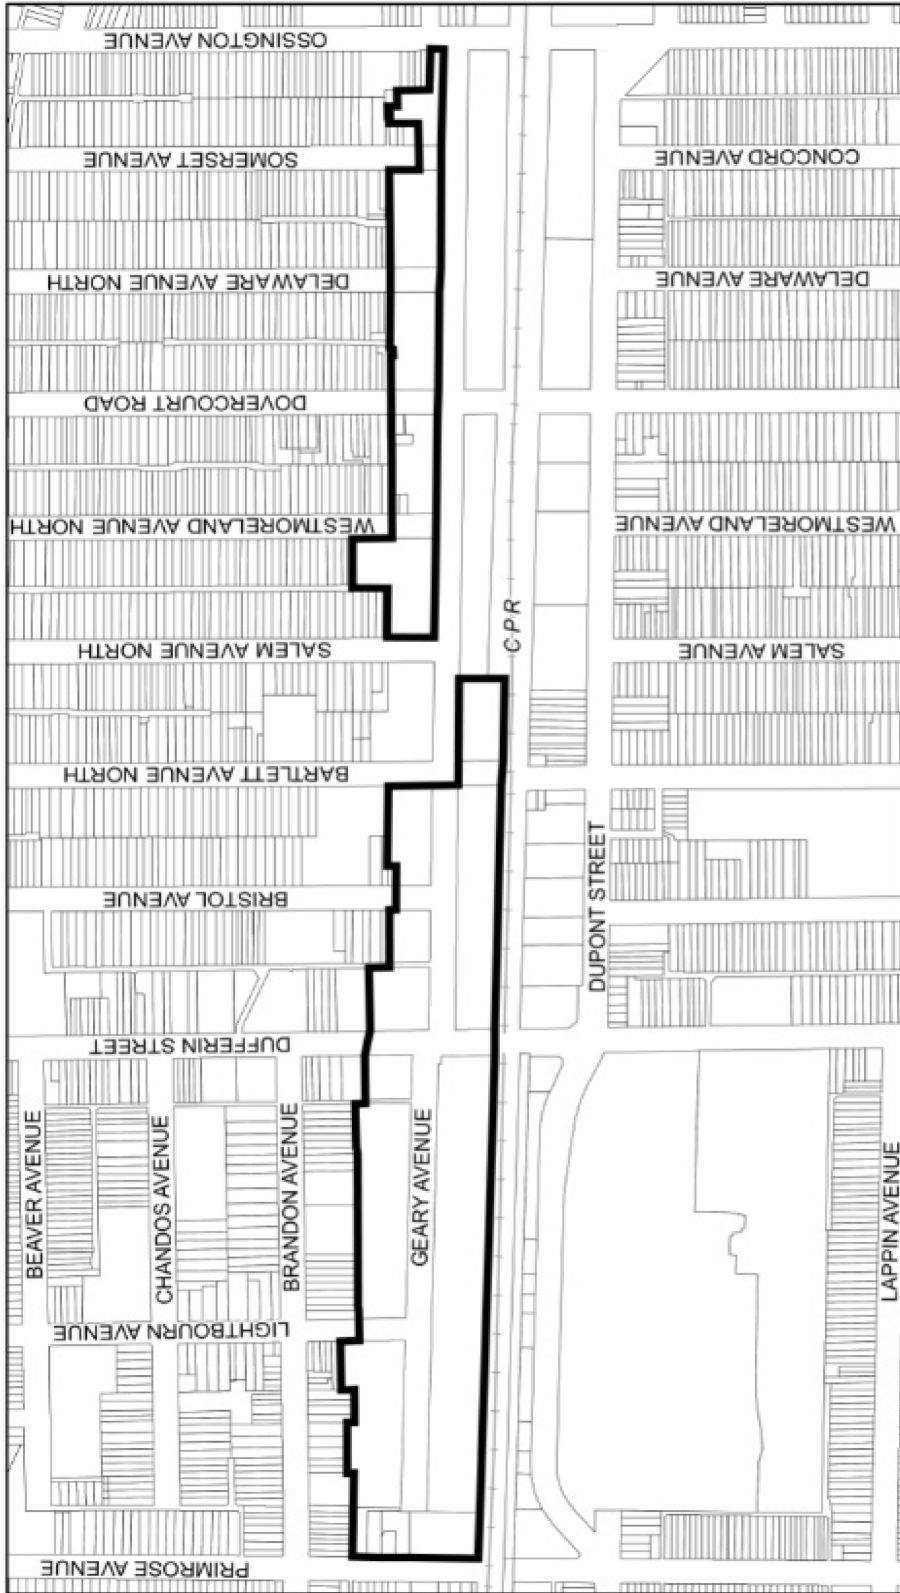 OSSINGTON AVENUE
SOMERSET AVENUE
CONCORD AVENUE
DELAWARE AVENUE NORTH
DELAWARE AVENUE
DOVERCOURT ROAD
WESTMORELAND AVENUE NORTH
WESTMORELAND AVENUE
C.P.R
SALEM AVENUE NORTH
SALEM AVENUE
BARTLETT AVENUE NORTH
BRISTOL AVENUE
DUPONT STREET
DUFFERIN STREET
BEAVER AVENUE
CHANDOS AVENUE
BRANDON AVENUE
GEARY AVENUE
LAPPIN AVENUE
LIGHTBOURN AVENUE
PRIMROSE AVENUE